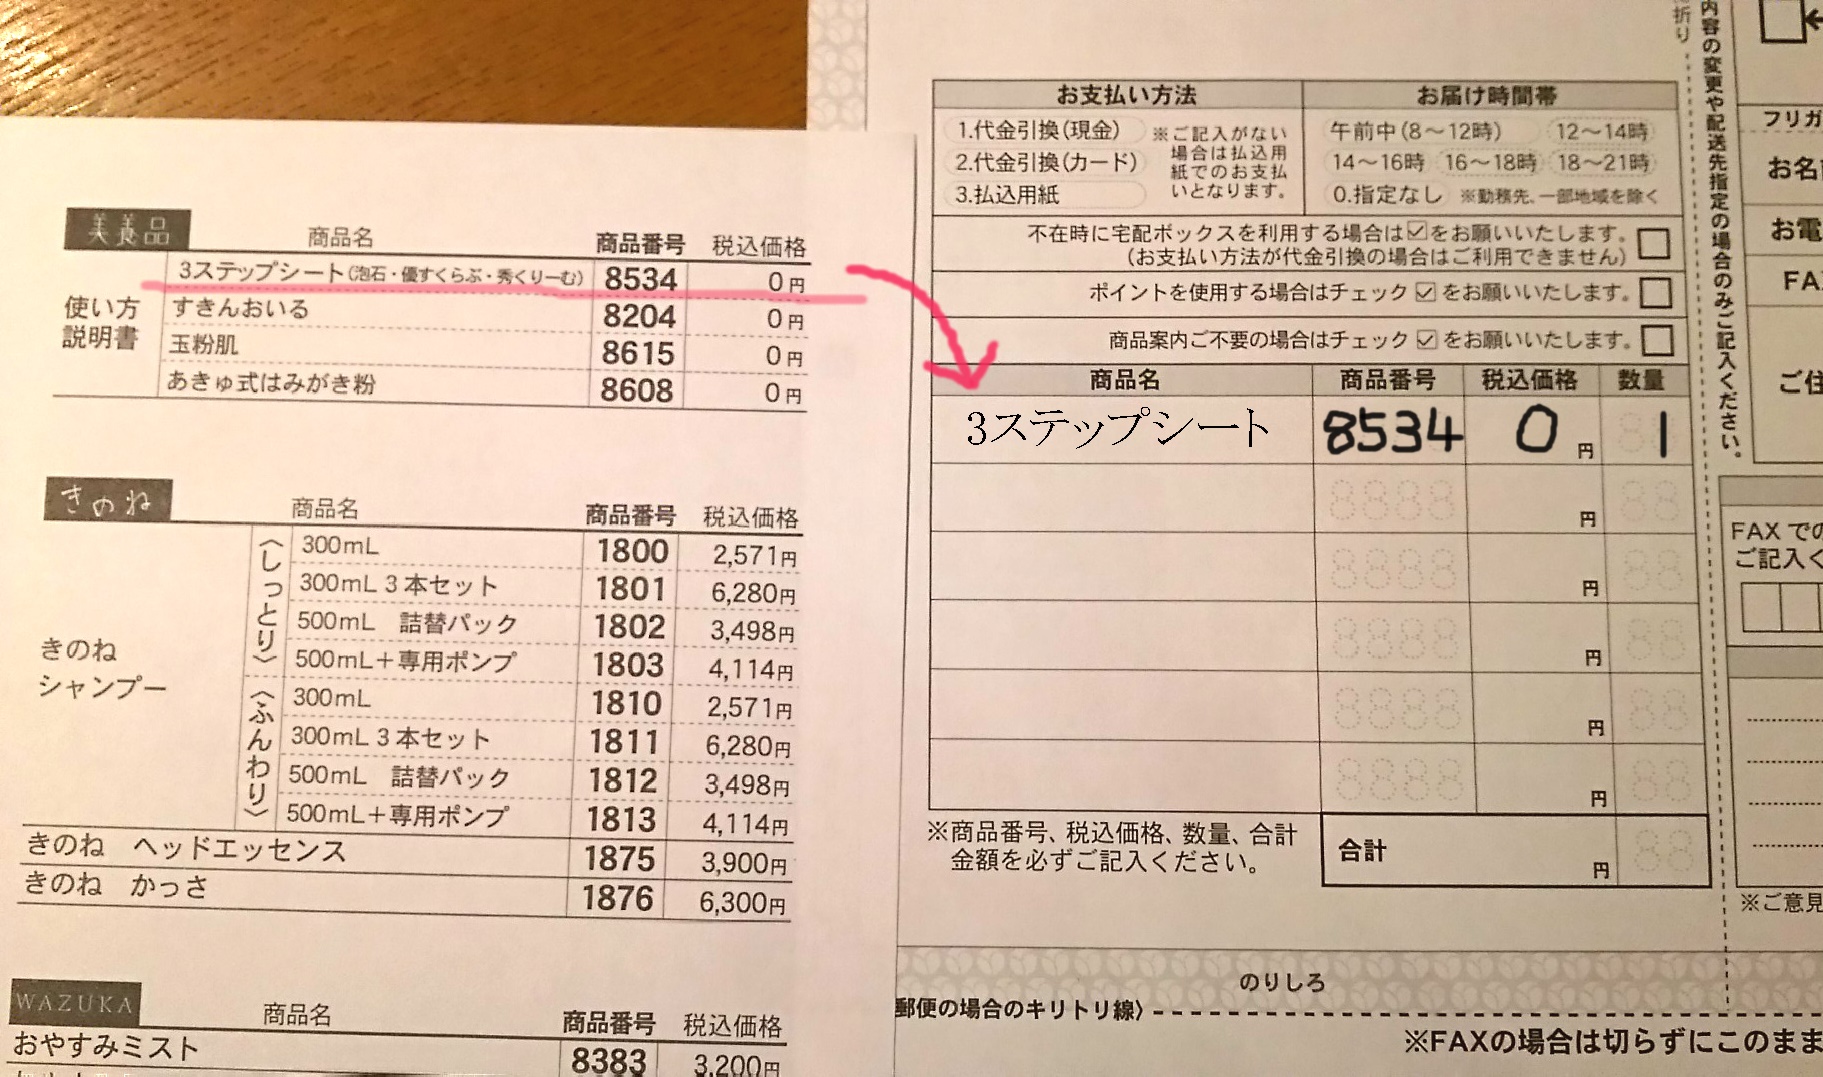 美養品 商品名 商品番号 税込価格
使い方説明書
3ステップシート(泡石・優すくらぶ・秀くりーむ) 8534 0円
すきんおいる 8204 0円
玉粉肌 8615 0円
あきゅ式はみがき粉 8608 0円
きのね 商品名 商品番号 税込価格
きのね
シャンプー
〈しっとり〉
300mL 1800 2,571円
300mL 3本セット 1801 6,280円
500mL 詰替パック 1802 3,498円
500mL+専用ポンプ 1803 4,114円
〈ふんわり〉
300mL 1810 2,571円
300mL 3本セット 1811 6,280円
500mL 詰替パック 1812 3,498円
500mL+専用ポンプ 1813 4,114円
きのね ヘッドエッセンス 1875 3,900円
きのね かっさ 1876 6,300円
WAZUKA 商品名 商品番号 税込価格
おやすみミスト 8383 3,200円
お支払い方法 お届け時間帯
1.代金引換(現金)
2.代金引換(カード)
3.払込用紙
※ご記入がない
場合は払込用
紙でのお支払
いとなります。
午前中(8〜12時) 12〜14時
14〜16時 16〜18時 18〜21時
0.指定なし ※勤務先、一部地域を除く
不在時に宅配ボックスを利用する場合は☑をお願いいたします。
(お支払い方法が代金引換の場合はご利用できません)
ポイントを使用する場合はチェック☑をお願いいたします。
商品案内ご不要の場合はチェック☑をお願いいたします。
商品名 商品番号 税込価格 数量
3ステップシート 8534 0円 1
円
円
円
円
円
※商品番号、税込価格、数量、合計
金額を必ずご記入ください。
合計 円
のりしろ
郵便の場合のキリトリ線〉
※FAXの場合は切らずにこのまま
折り
内容の変更や配送先指定の場合のみご記入ください。
フリガ
お名
お電
FA
ご住
FAXでの
ご記入く
※ご意見